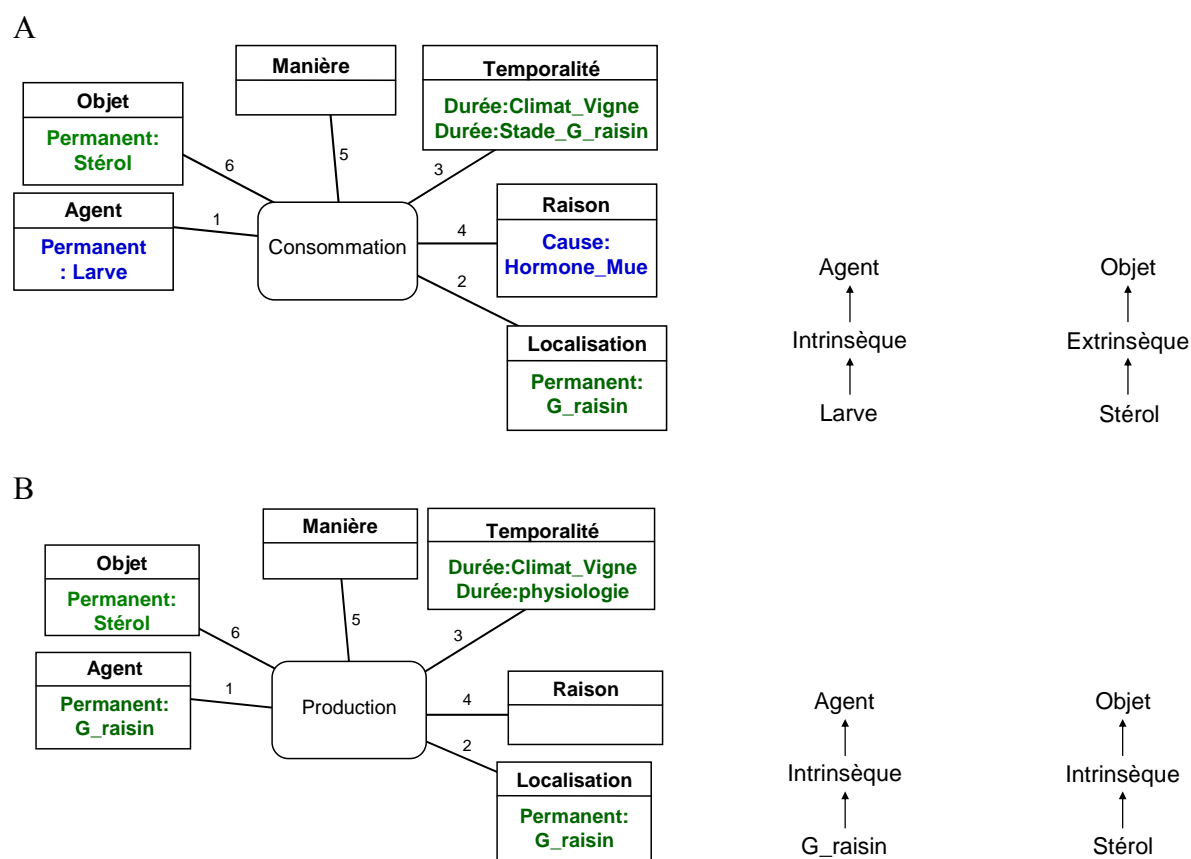 A
Manière
Temporalité
Durée:Climat_Vigne
Durée:Stade_G_raisin
Objet
Permanent:
Stérol
6
5
3
Agent
Permanent
: Larve
1
Consommation
4
Raison
Cause:
Hormone_Mue
2
Localisation
Permanent:
G_raisin
Agent
Intrinsèque
Larve
Objet
Extrinsèque
Stérol
B
Manière
Temporalité
Durée:Climat_Vigne
Durée:physiologie
Objet
Permanent:
Stérol
6
5
3
Agent
Permanent:
G_raisin
1
Production
4
Raison
2
Localisation
Permanent:
G_raisin
Agent
Intrinsèque
G_raisin
Objet
Intrinsèque
Stérol